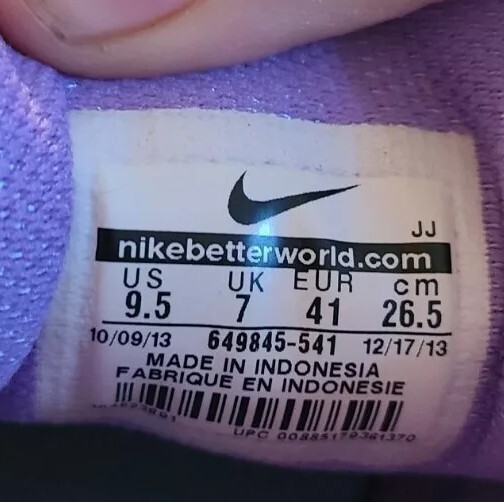 JJ
nikebetterworld.com
US UK EUR cm
9.5 7 41 26.5
10/09/13 649845-541 12/17/13
MADE IN INDONESIA
FABRIQUE EN INDONESIE
UPC 00885179361370